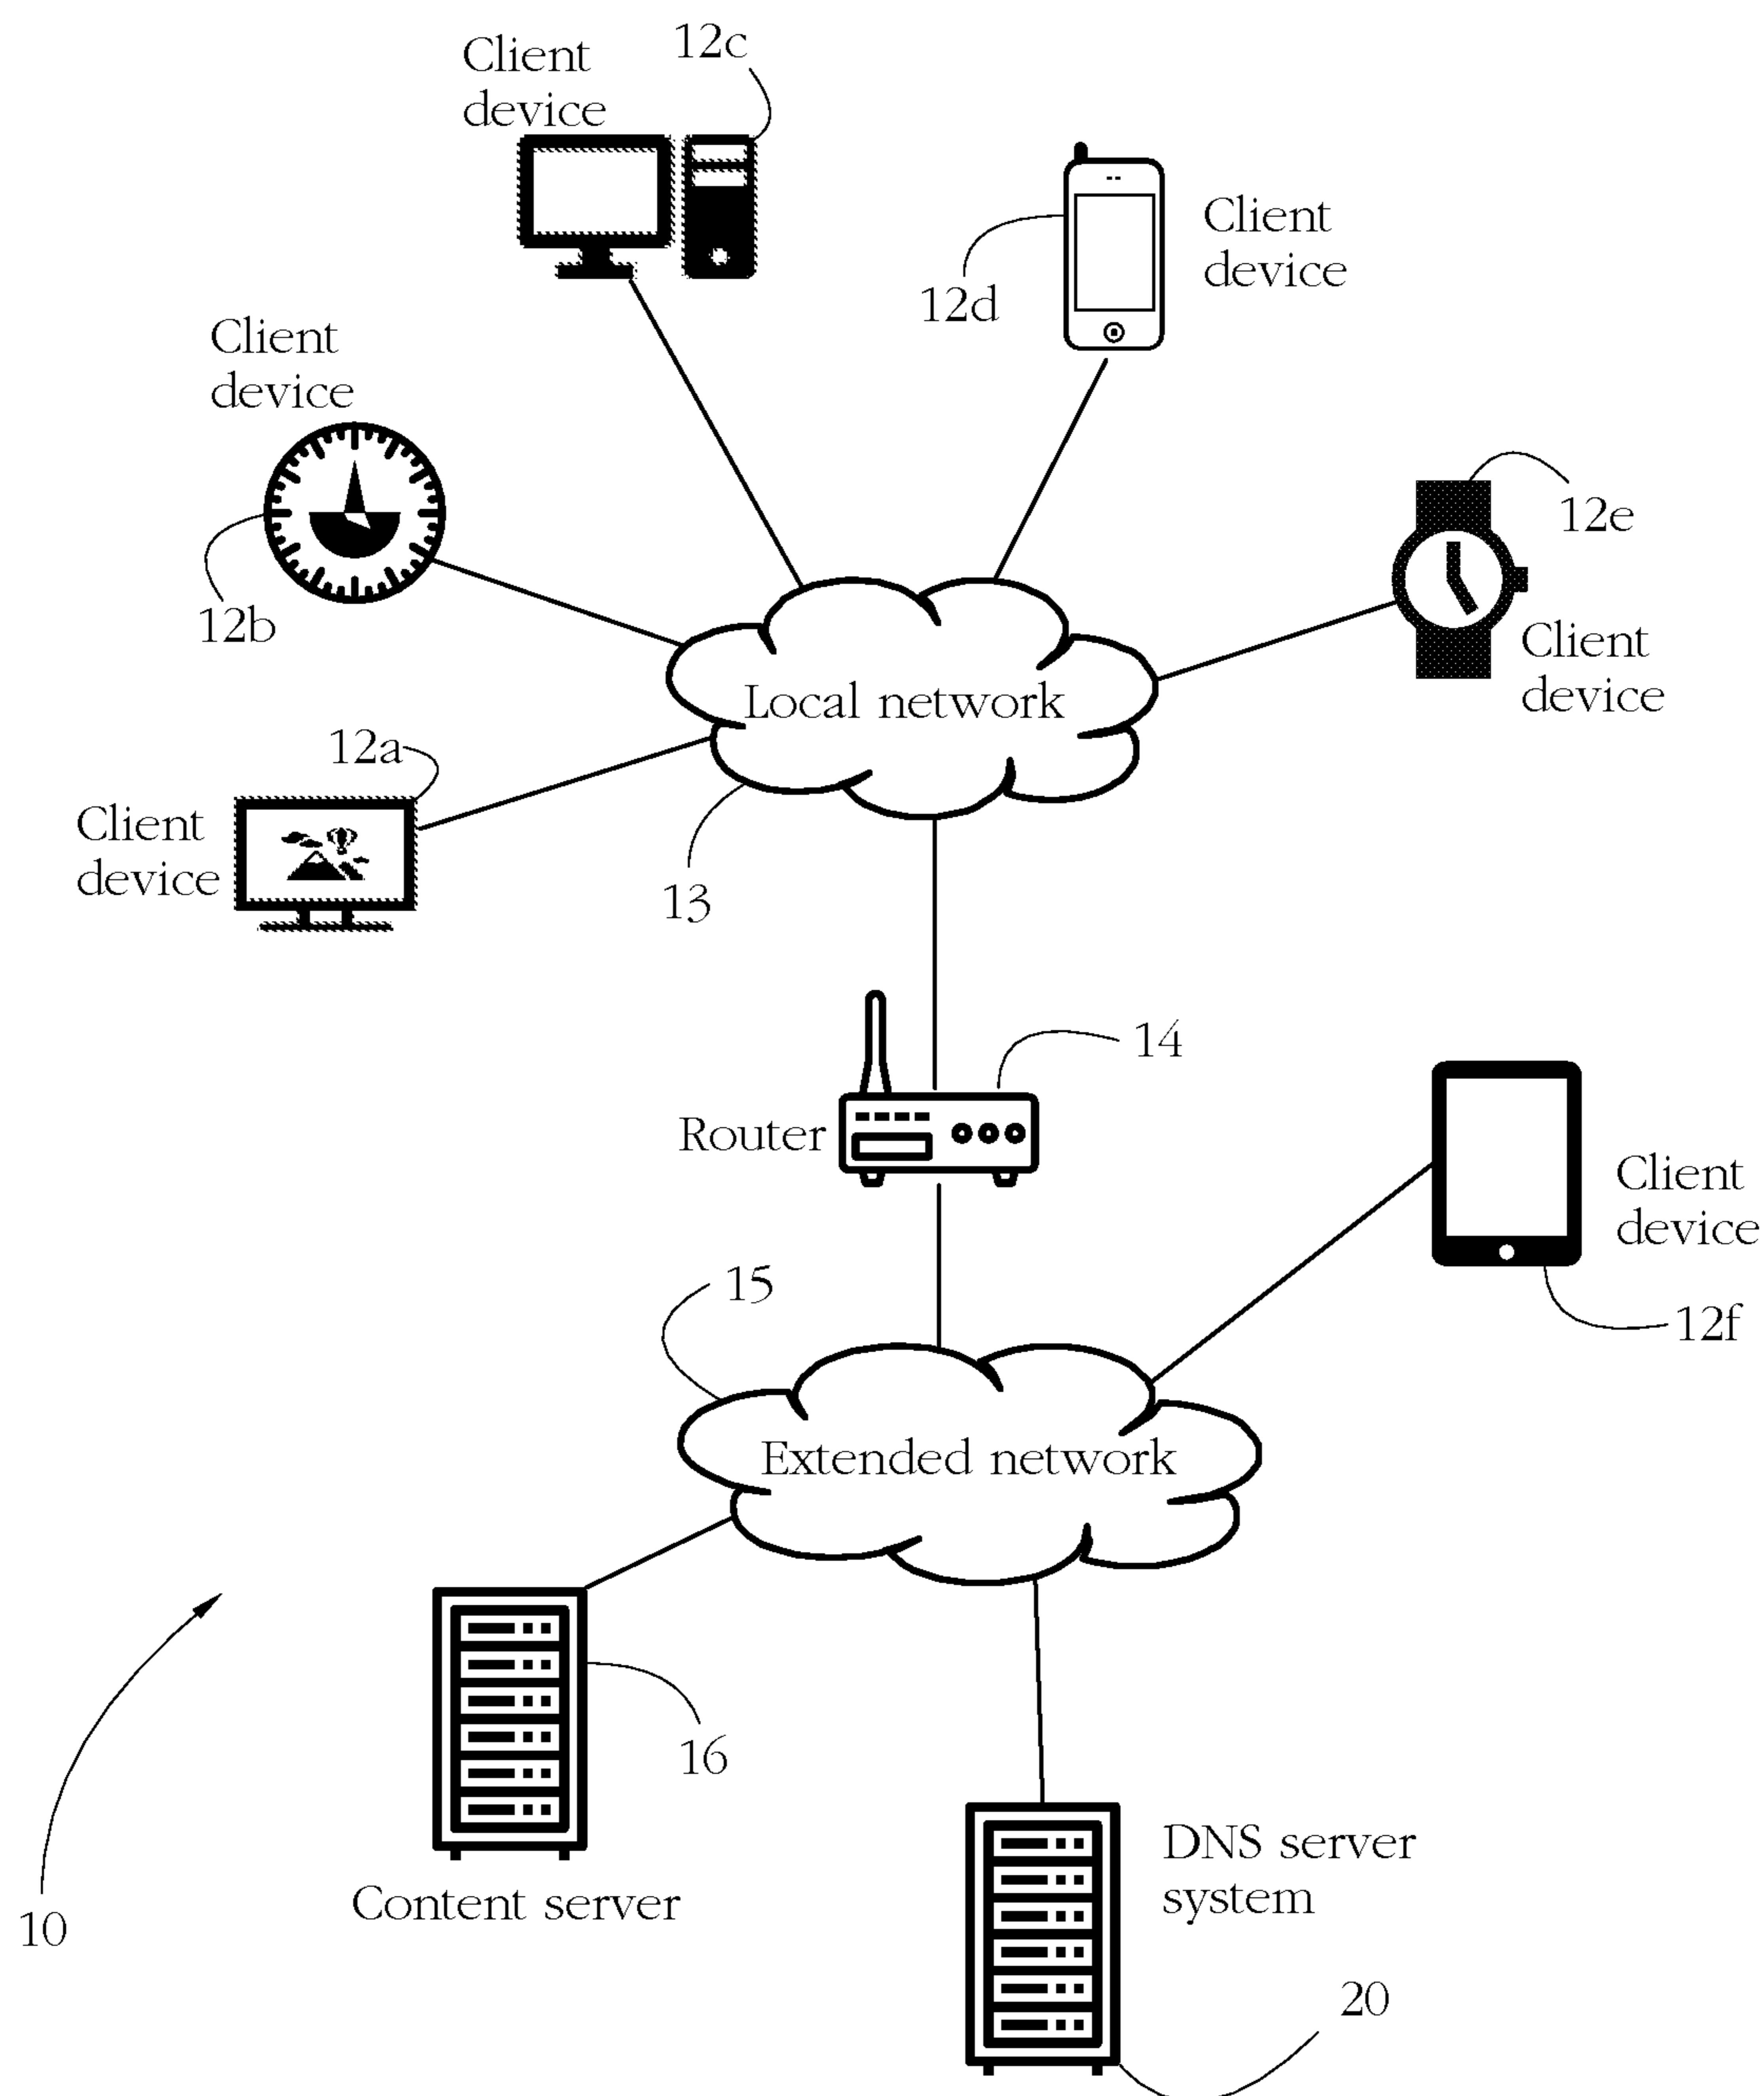 Client
device
12c
Client
device
12d
Client
device
12b
12e
Client
device
Local network
12a
Client
device
13
14
Router
Client
device
12f
15
Extended network
16
Content server
DNS server
system
10
20